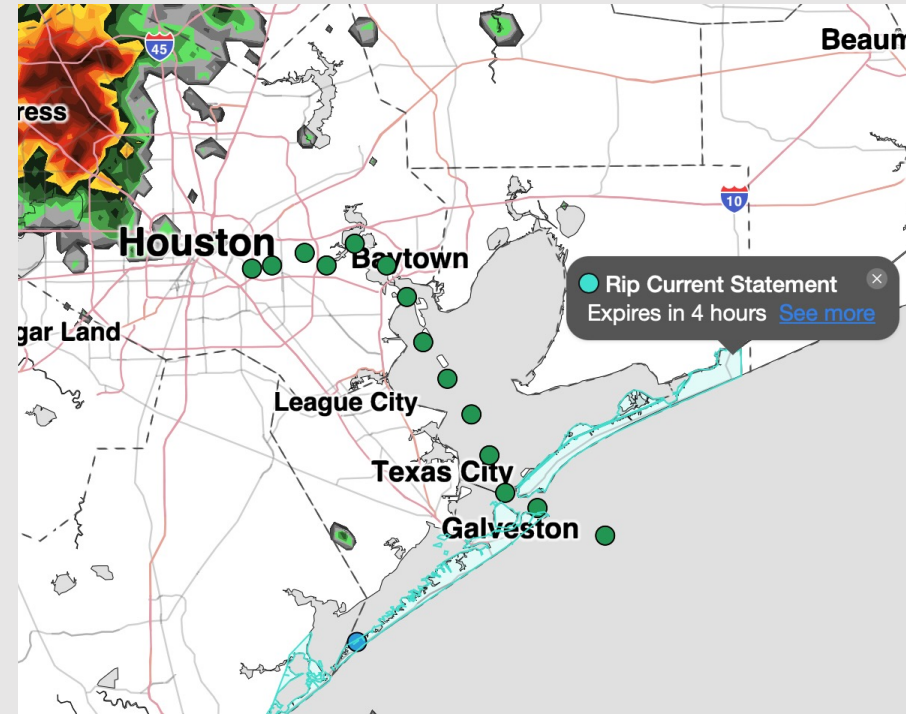 45
Beaum
ress
10
Houston
Baytown
Rip Current Statement
Expires in 4 hours See more
gar Land
League City
Texas City
Galveston